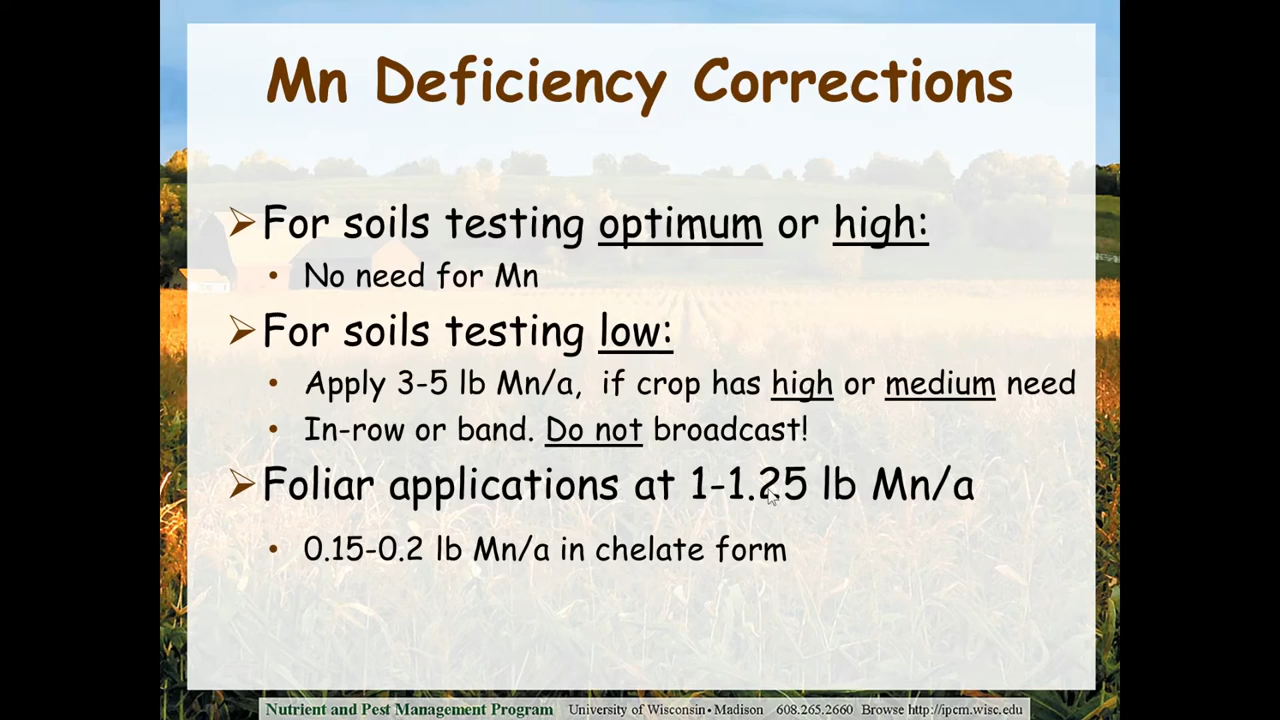 Mn Deficiency Corrections
➢For soils testing optimum or high:
• No need for Mn
➢For soils testing low:
• Apply 3-5 lb Mn/a, if crop has high or medium need
• In-row or band. Do not broadcast!
➢Foliar applications at 1-1.25 lb Mn/a
• 0.15-0.2 lb Mn/a in chelate form
Nutrient and Pest Management Program University of Wisconsin•Madison 608.265.2660 Browse http://ipcm.wisc.edu